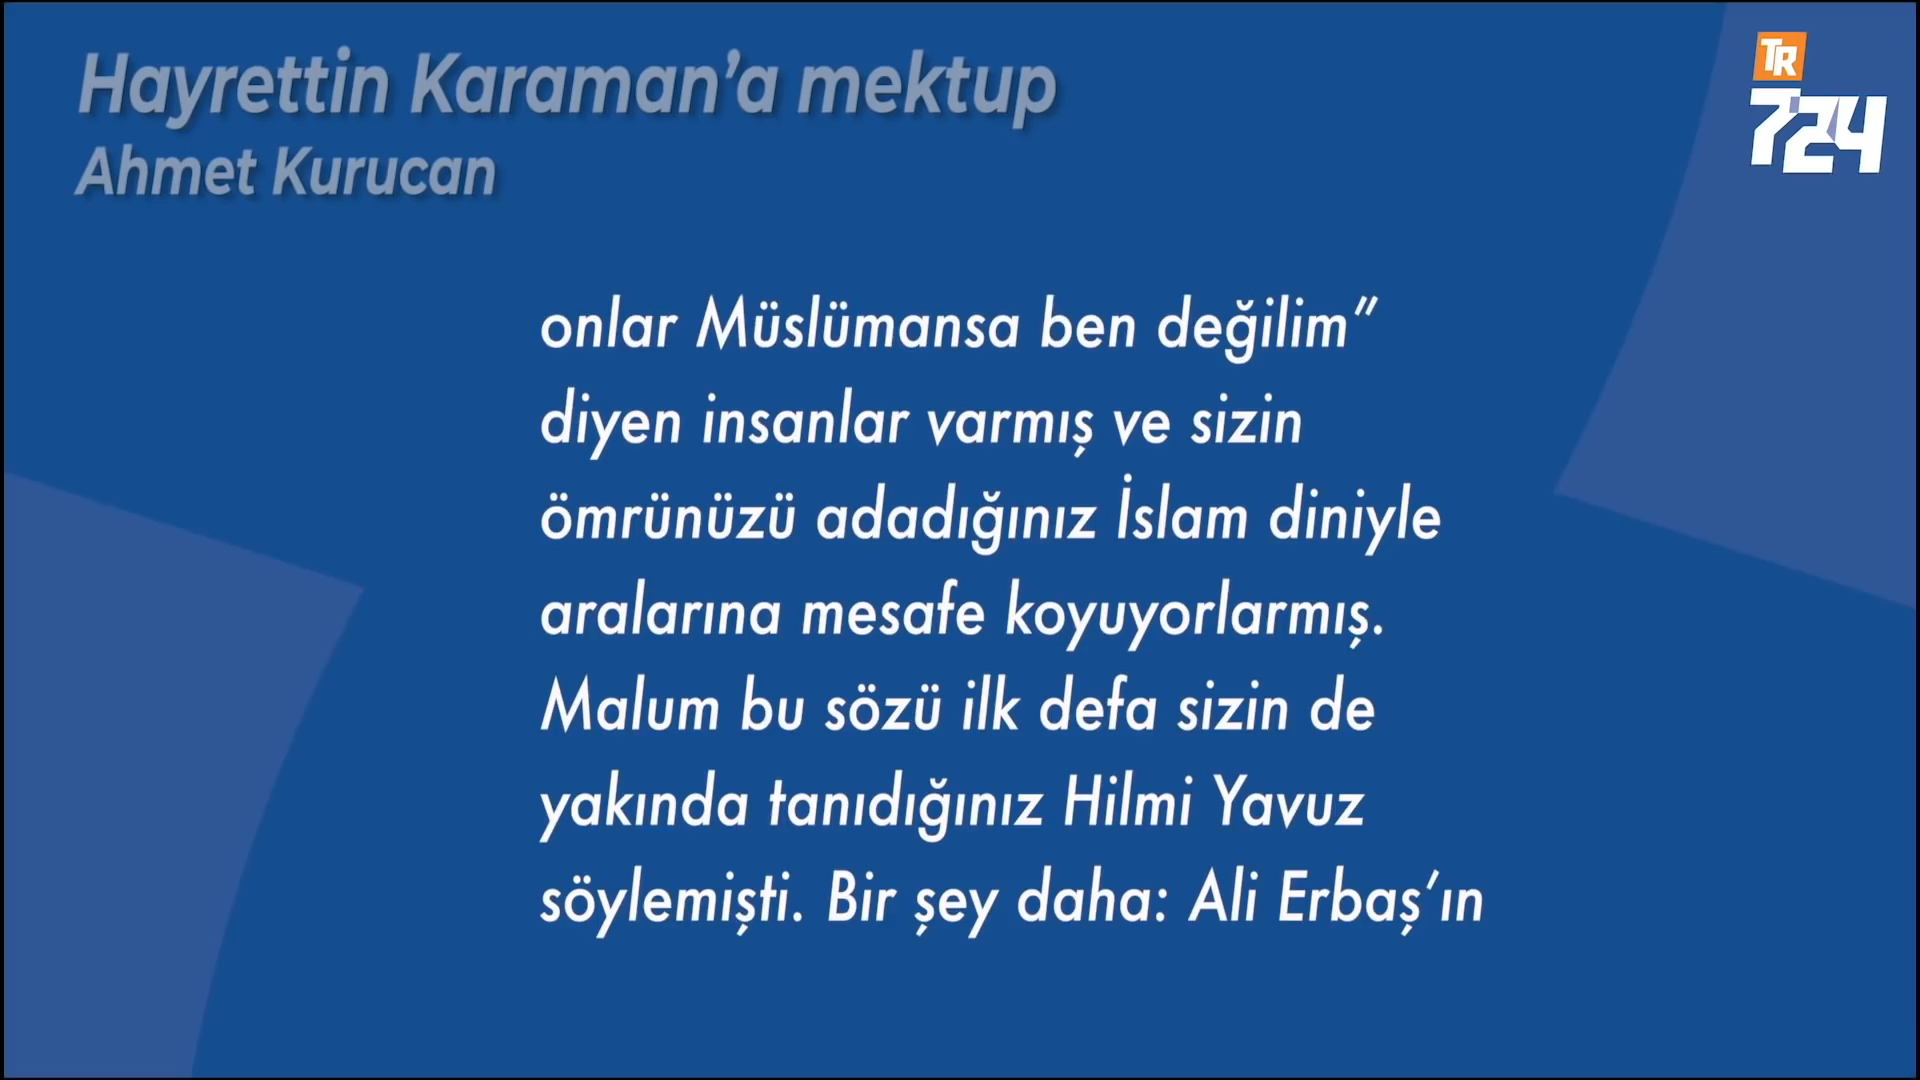 Hayrettin Karaman’a mektup
Ahmet Kurucan
TR
724
onlar Müslümansa ben değilim”
diyen insanlar varmış ve sizin
ömrünüzü adadığınız İslam diniyle
aralarına mesafe koyuyorlarmış.
Malum bu sözü ilk defa sizin de
yakında tanıdığınız Hilmi Yavuz
söylemişti. Bir şey daha: Ali Erbaş’ın